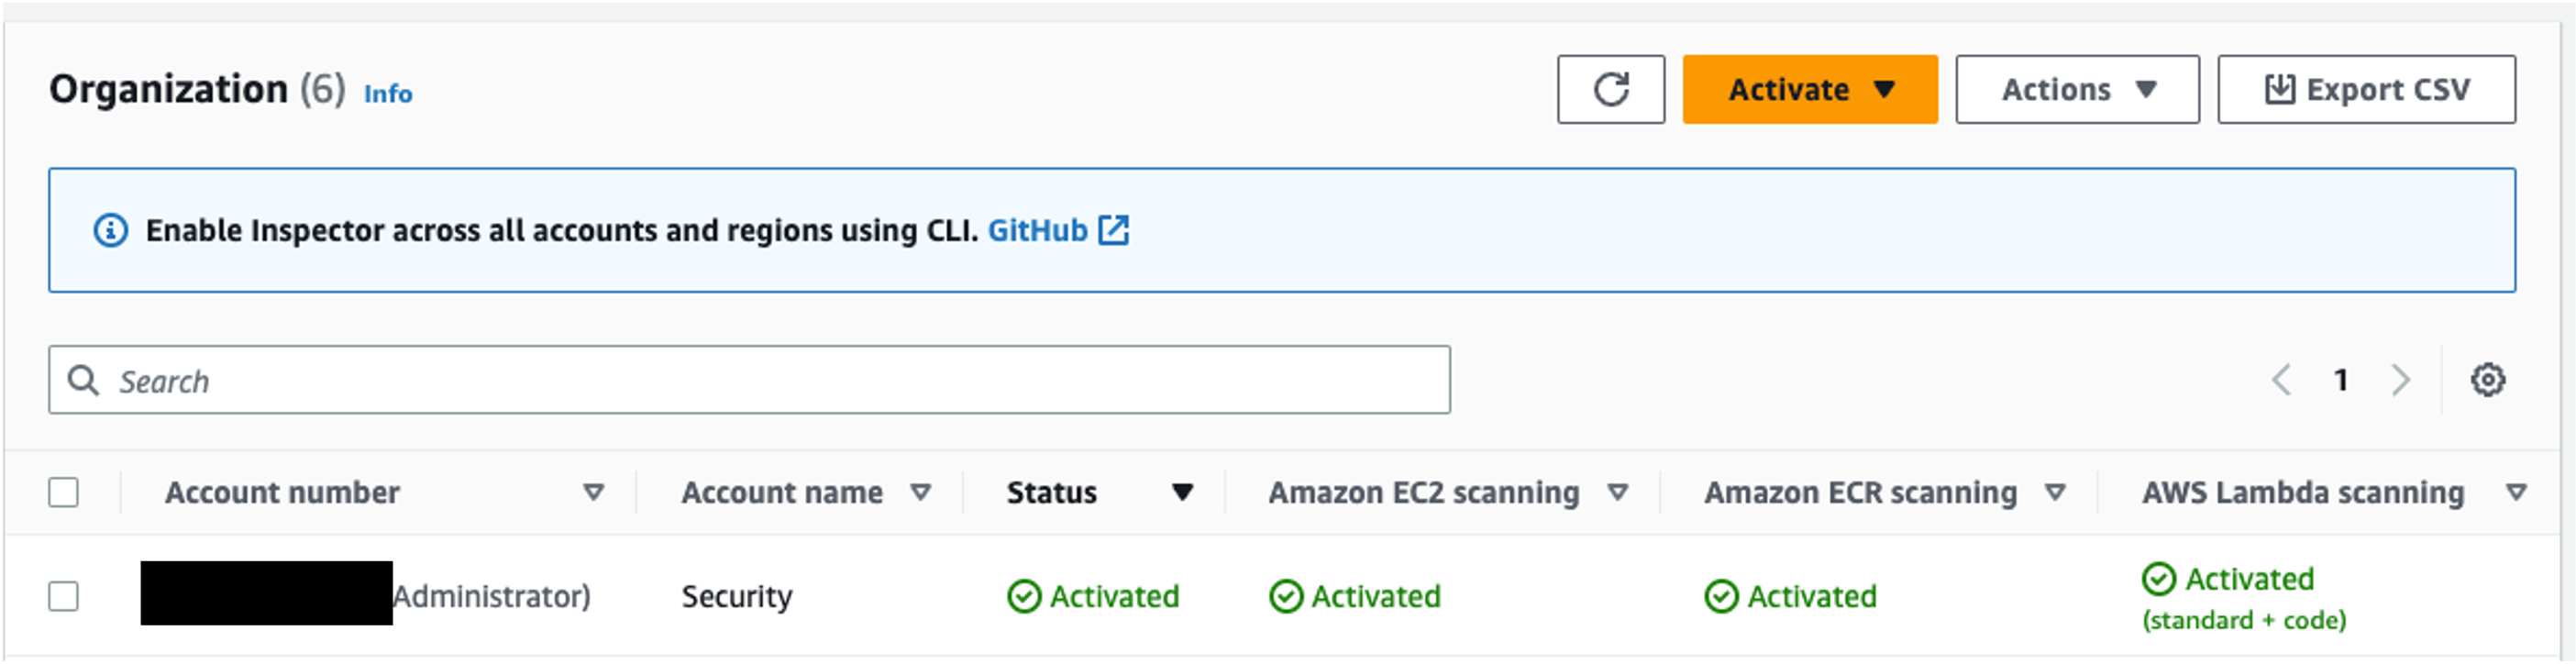 Organization (6) Info
Activate
Actions
Export CSV
Enable Inspector across all accounts and regions using CLI. GitHub
Search
1
Account number Account name Status Amazon EC2 scanning Amazon ECR scanning AWS Lambda scanning
Administrator) Security Activated Activated Activated Activated
(standard + code)